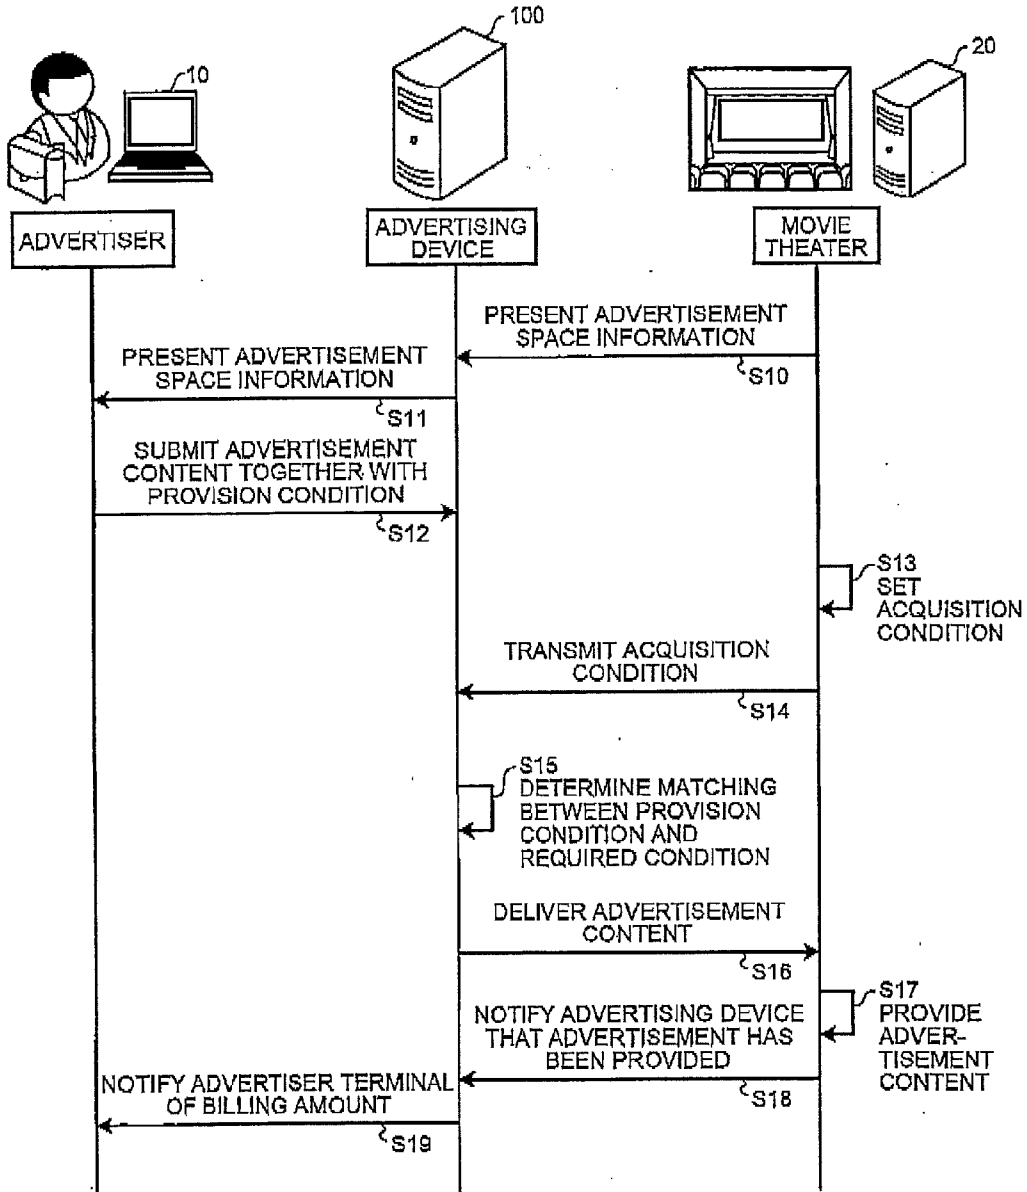 100
10
20
ADVERTISER
ADVERTISING
DEVICE
MOVIE
THEATER
PRESENT ADVERTISEMENT
SPACE INFORMATION
S10
PRESENT ADVERTISEMENT
SPACE INFORMATION
S11
SUBMIT ADVERTISEMENT
CONTENT TOGETHER WITH
PROVISION CONDITION
S12
S13
SET
ACQUISITION
CONDITION
TRANSMIT ACQUISITION
CONDITION
S14
S15
DETERMINE MATCHING
BETWEEN PROVISION
CONDITION AND
REQUIRED CONDITION
DELIVER ADVERTISEMENT
CONTENT
S16
S17
PROVIDE
ADVER-
TISEMENT
CONTENT
NOTIFY ADVERTISING DEVICE
THAT ADVERTISEMENT HAS
BEEN PROVIDED
S18
NOTIFY ADVERTISER TERMINAL
OF BILLING AMOUNT
S19